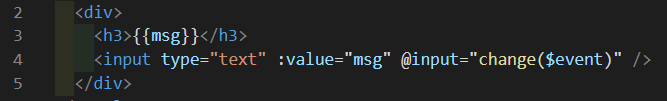 2 <div>
3 <h3>{{msg}}</h3>
4 <input type="text" :value="msg" @input="change($event)" />
5 </div>